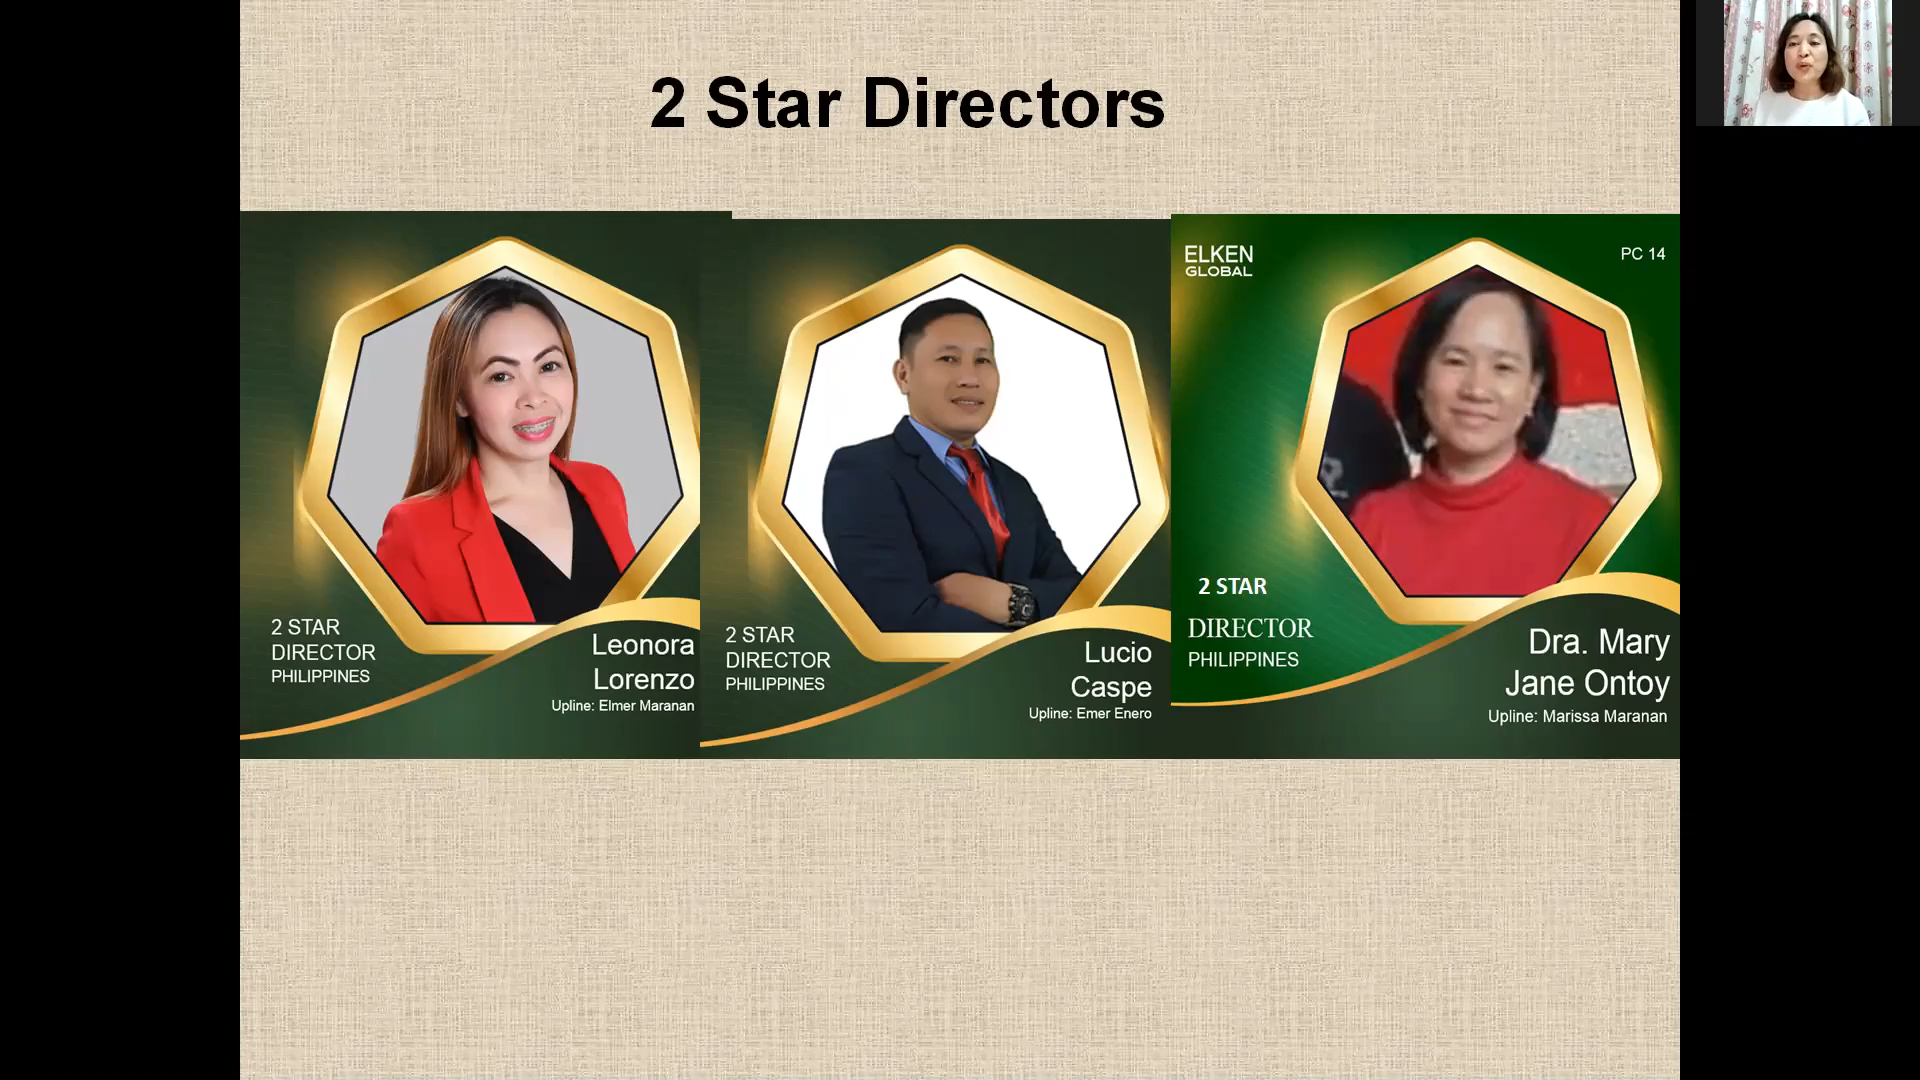 2 Star Directors
2 STAR
DIRECTOR
PHILIPPINES
Leonora
Lorenzo
Upline: Elmer Maranan
2 STAR
DIRECTOR
PHILIPPINES
Lucio
Caspe
Upline: Emer Enero
ELKEN
GLOBAL
PC 14
2 STAR
DIRECTOR
PHILIPPINES
Dra. Mary
Jane Ontoy
Upline: Marissa Maranan